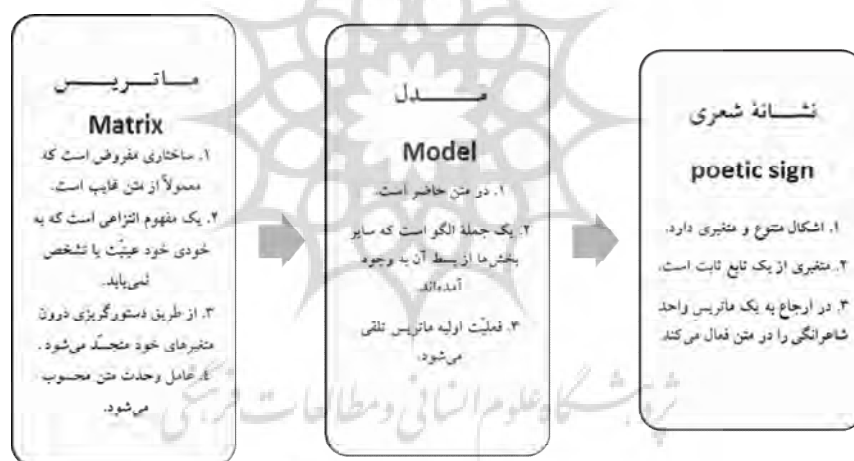 ماتریس
Matrix
۱. ساختاری مفروض است که
معمولاً از متن غایب است.
۲. یک مفهوم انتزاعی است که به
خودی خود عینیّت یا تشخص
نمی‌یابد.
۳. از طریق دستورگریزی درون
متغیرهای خود متجسّد می‌شود.
٤. عامل وحدت متن محسوب
می‌شود.
مدل
Model
۱. در متن حاضر است.
۲. یک جملهٔ الگو است که سایر
بخش‌ها از بسط آن به وجود
آمده‌اند.
۳. فعلیّت اولیه ماتریس تلقی
می‌شود.
نشانهٔ شعری
poetic sign
۱. اشکال متنوع و متغیری دارد.
۲. متغیری از یک تابع ثابت است.
۳. در ارجاع به یک ماتریس واحد
شاعرانگی را در متن فعال می‌کند
پژوهشگاه علوم انسانی و مطالعات فرهنگی